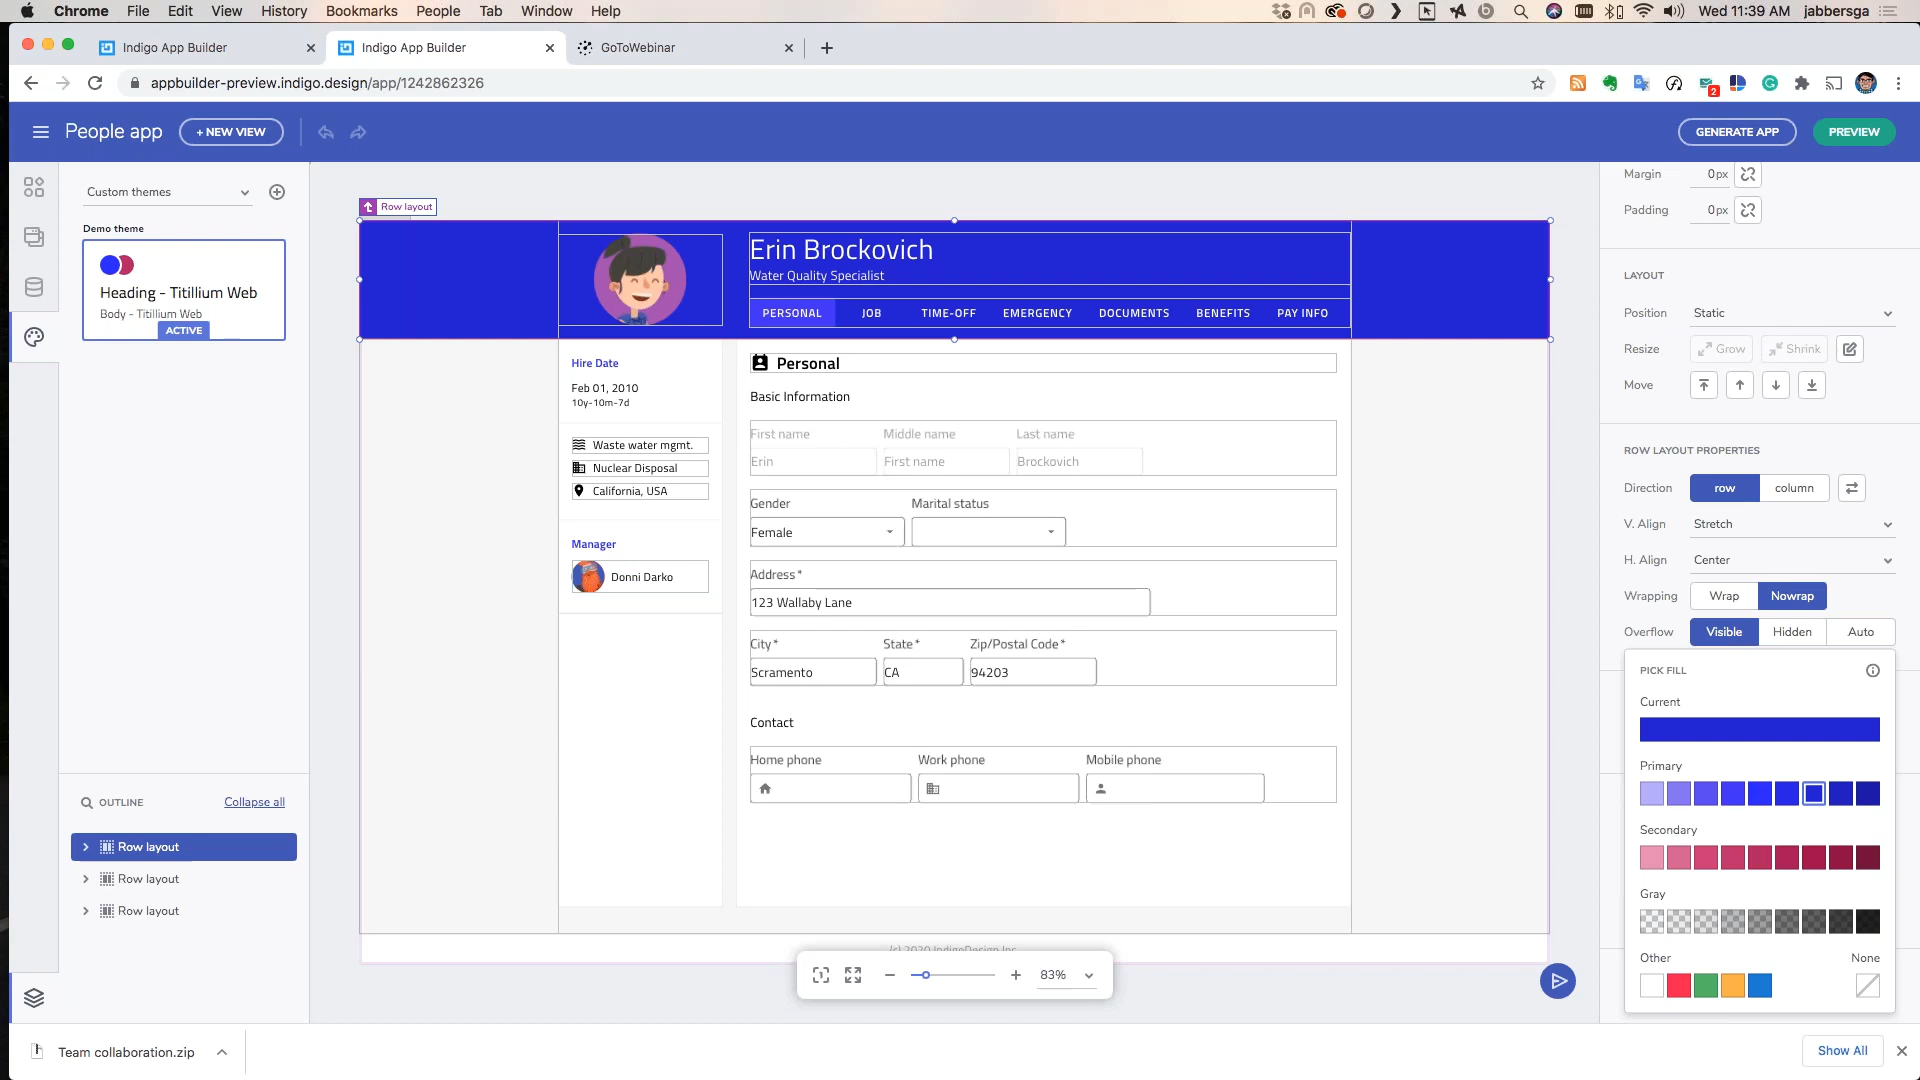 Chrome File Edit View History Bookmarks People Tab Window Help
Wed 11:39 AM jabbersga
Indigo App Builder
Indigo App Builder
GoToWebinar
appbuilder-preview.indigo.design/app/1242862326
2
People app
+ NEW VIEW
GENERATE APP
PREVIEW
Custom themes
Demo theme
Heading - Titillium Web
Body - Titillium Web
ACTIVE
OUTLINE
Collapse all
Row layout
Row layout
Row layout
Row layout
Erin Brockovich
Water Quality Specialist
PERSONAL JOB TIME-OFF EMERGENCY DOCUMENTS BENEFITS PAY INFO
Hire Date
Feb 01, 2010
10y-10m-7d
Waste water mgmt.
Nuclear Disposal
California, USA
Manager
Donni Darko
Personal
Basic Information
First name Middle name Last name
Erin First name Brockovich
Gender Marital status
Female
Address*
123 Wallaby Lane
City* State* Zip/Postal Code*
Scramento CA 94203
Contact
Home phone Work phone Mobile phone
(c) 2020 IndigoDesign Inc
83%
Margin 0px
Padding 0px
LAYOUT
Position Static
Resize Grow Shrink
Move
ROW LAYOUT PROPERTIES
Direction row column
V. Align Stretch
H. Align Center
Wrapping Wrap Nowrap
Overflow Visible Hidden Auto
PICK FILL
Current
Primary
Secondary
Gray
Other None
Team collaboration.zip
Show All